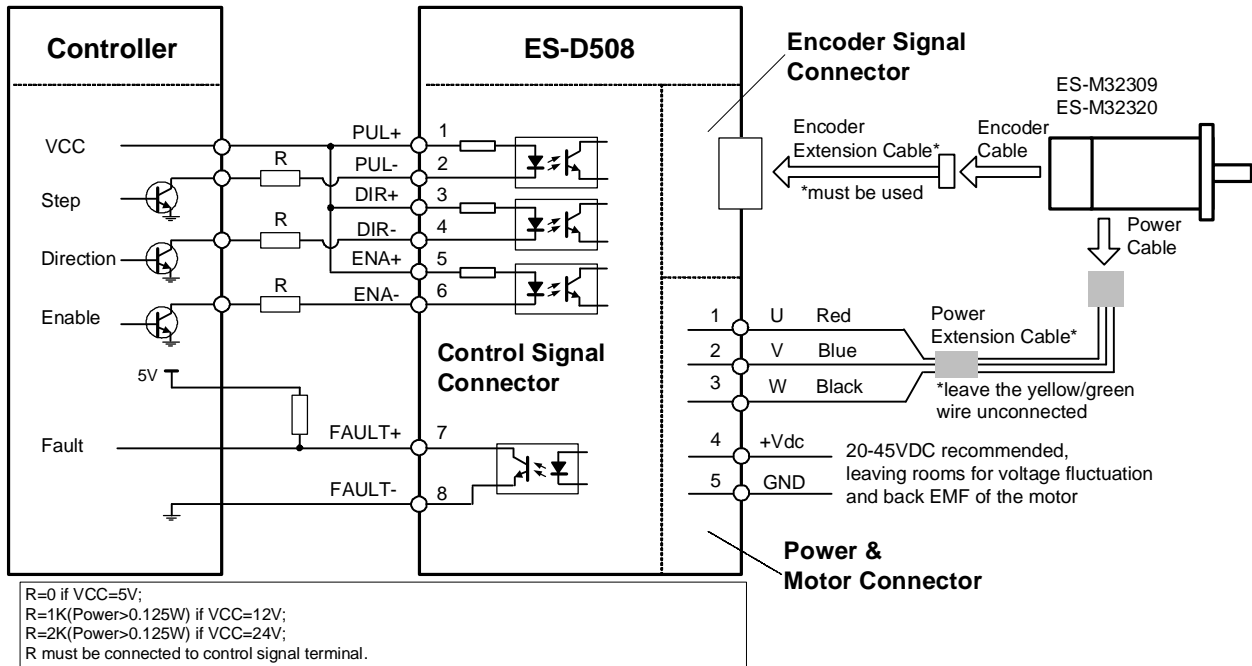 Controller
VCC
Step
Direction
Enable
5V
Fault
R
R
R
PUL+
PUL-
DIR+
DIR-
ENA+
ENA-
FAULT+
FAULT-
ES-D508
1
2
3
4
5
6
7
8
Control Signal
Connector
Encoder Signal
Connector
Encoder
Extension Cable*
*must be used
Encoder
Cable
ES-M32309
ES-M32320
Power
Cable
1 U Red
2 V Blue
3 W Black
Power
Extension Cable*
*leave the yellow/green
wire unconnected
4 +Vdc
5 GND
20-45VDC recommended,
leaving rooms for voltage fluctuation
and back EMF of the motor
Power &
Motor Connector
R=0 if VCC=5V;
R=1K(Power>0.125W) if VCC=12V;
R=2K(Power>0.125W) if VCC=24V;
R must be connected to control signal terminal.